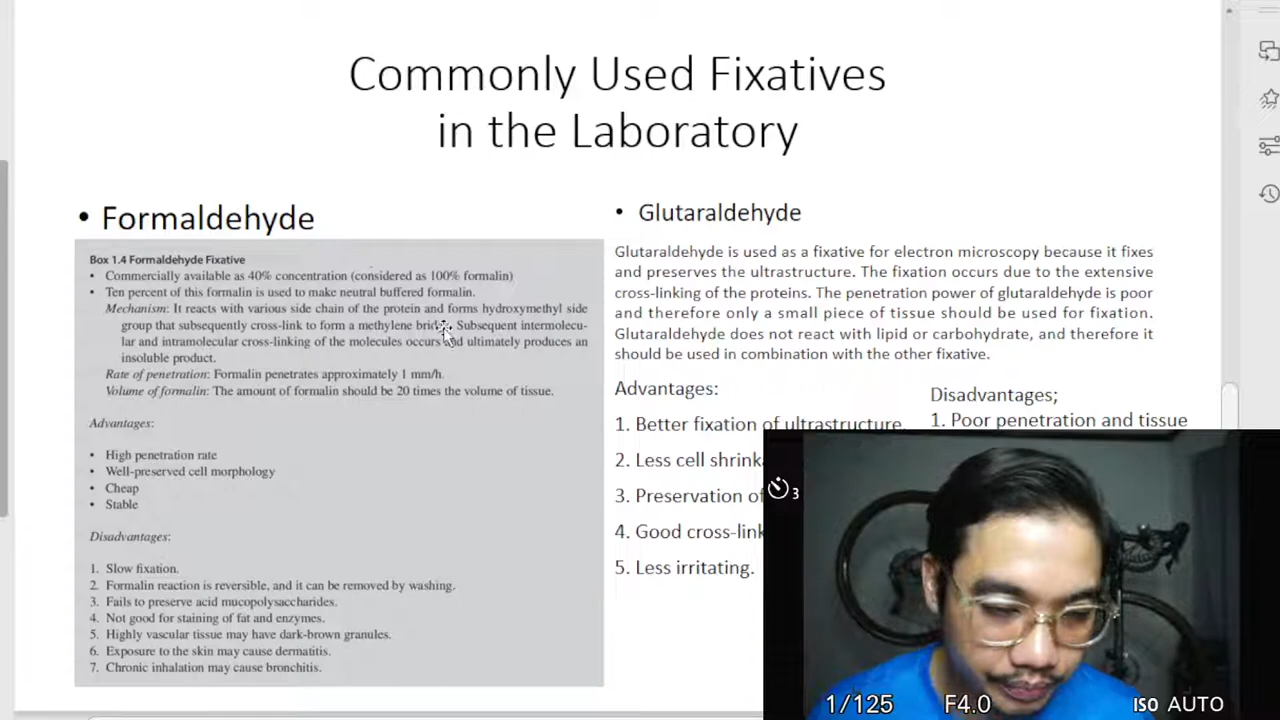 Commonly Used Fixatives
in the Laboratory
• Formaldehyde
Box 1.4 Formaldehyde Fixative
• Commercially available as 40% concentration (considered as 100% formalin)
• Ten percent of this formalin is used to make neutral buffered formalin.
Mechanism: It reacts with various side chain of the protein and forms hydroxymethyl side
group that subsequently cross-link to form a methylene Subsequent intermolecu-
lar and intramolecular cross-linking of the molecules occurs ultimately produces an
insoluble product.
Rate of penetration: Formalin penetrates approximately 1 mm/h.
Volume of formalin: The amount of formalin should be 20 times the volume of tissue.
Advantages:
• High penetration rate
• Well-preserved cell morphology
• Cheap
• Stable
Disadvantages:
1. Slow fixation.
2. Formalin reaction is reversible, and it can be removed by washing.
3. Fails to preserve acid mucopolysaccharides.
4. Not good for staining of fat and enzymes.
5. Highly vascular tissue may have dark-brown granules.
6. Exposure to the skin may cause dermatitis.
7. Chronic inhalation may cause bronchitis.
• Glutaraldehyde
Glutaraldehyde is used as a fixative for electron microscopy because it fixes
and preserves the ultrastructure. The fixation occurs due to the extensive
cross-linking of the proteins. The penetration power of glutaraldehyde is poor
and therefore only a small piece of tissue should be used for fixation.
Glutaraldehyde does not react with lipid or carbohydrate, and therefore it
should be used in combination with the other fixative.
Advantages:
1. Better fixation of ultrastructure.
2. Less cell
3. Preservation of
4. Good
5. Less irritating.
Disadvantages;
1. Poor penetration and tissue
3
1/125 F4.0 ISO AUTO